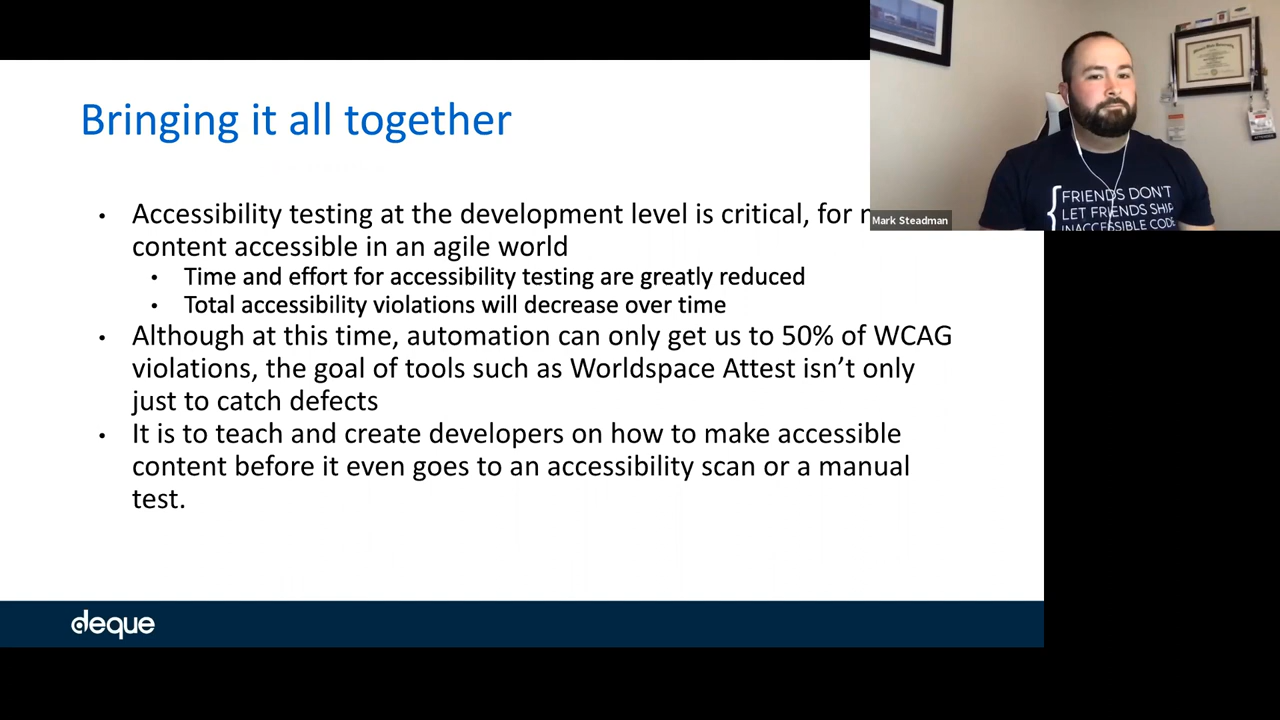 Bringing it all together
• Accessibility testing at the development level is critical, for
content accessible in an agile world
• Time and effort for accessibility testing are greatly reduced
• Total accessibility violations will decrease over time
• Although at this time, automation can only get us to 50% of WCAG
violations, the goal of tools such as Worldspace Attest isn't only
just to catch defects
• It is to teach and create developers on how to make accessible
content before it even goes to an accessibility scan or a manual
test.
deque
Mark Steadman
{FRIENDS DON'T
LET FRIENDS SHIP
INACCESSIBLE CODE